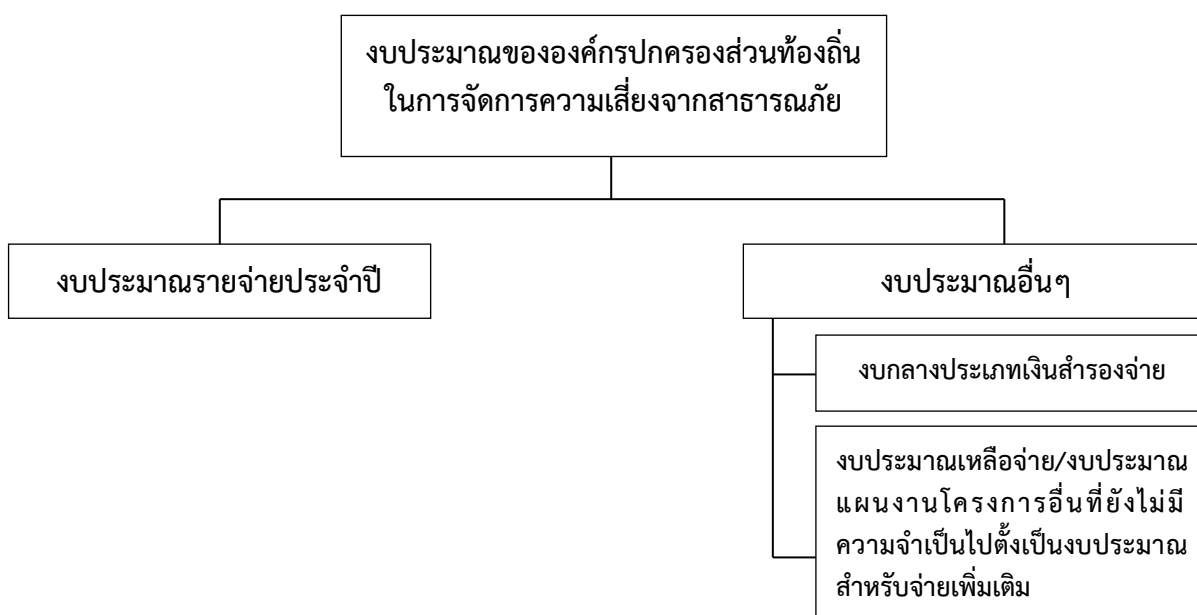 งบประมาณขององค์กรปกครองส่วนท้องถิ่น
ในการจัดการความเสี่ยงจากสาธารณภัย
งบประมาณรายจ่ายประจำปี
งบประมาณอื่นๆ
งบกลางประเภทเงินสำรองจ่าย
งบประมาณเหลือจ่าย/งบประมาณ
แผนงานโครงการอื่นที่ยังไม่มี
ความจำเป็นไปตั้งเป็นงบประมาณ
สำหรับจ่ายเพิ่มเติม